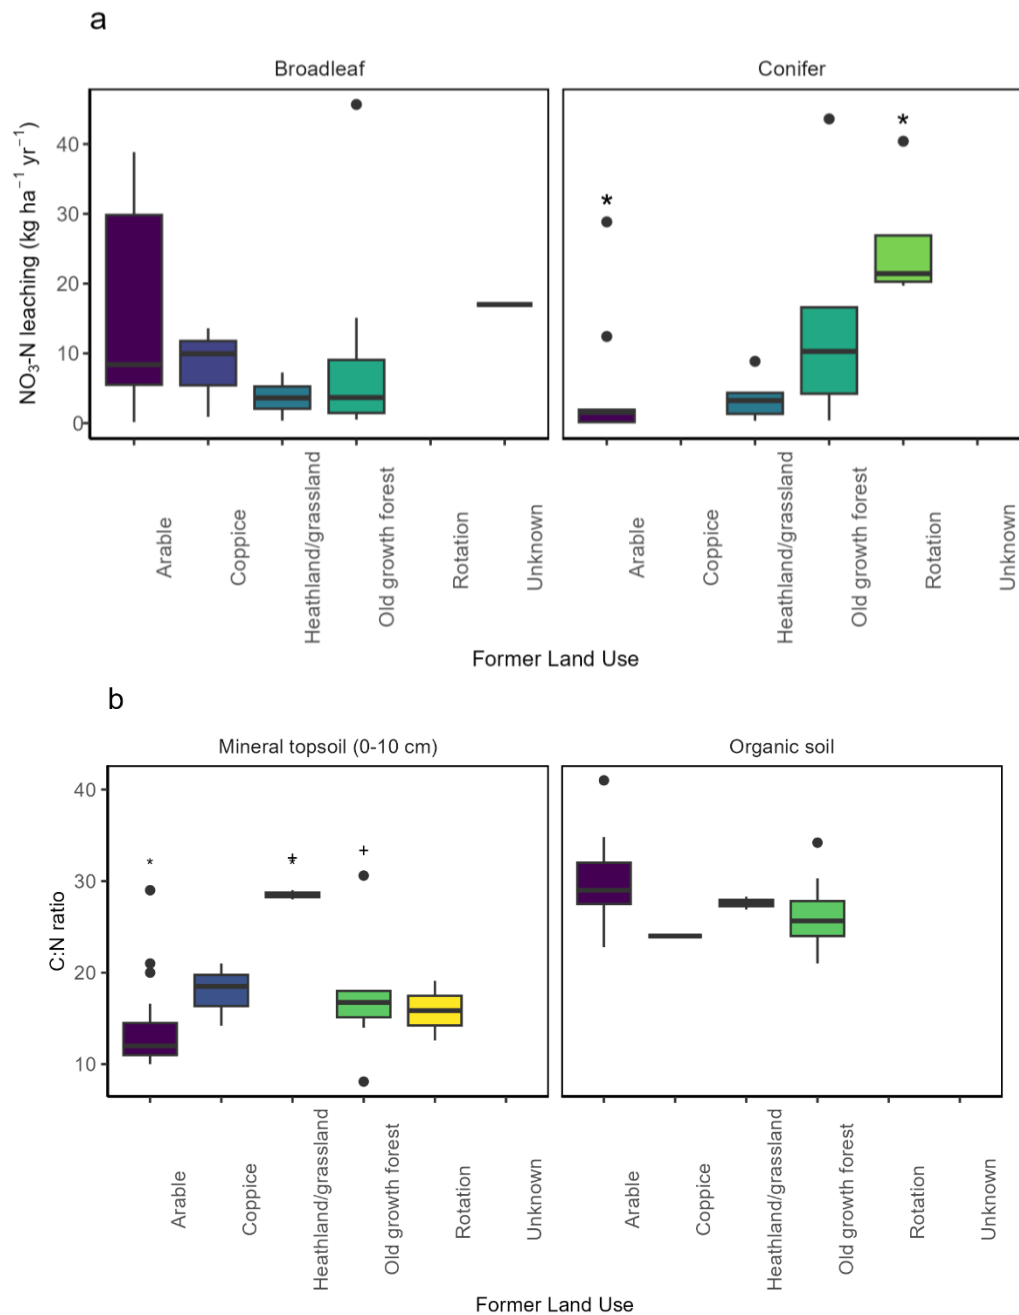 a
Broadleaf
Conifer
NO₃-N leaching (kg ha⁻¹ yr⁻¹)
40
30
20
10
0
*
*
Arable
Coppice
Heathland/grassland
Old growth forest
Rotation
Unknown
Arable
Coppice
Heathland/grassland
Old growth forest
Rotation
Unknown
Former Land Use
b
Mineral topsoil (0-10 cm)
Organic soil
C:N ratio
40
30
20
10
*
+
*
+
Arable
Coppice
Heathland/grassland
Old growth forest
Rotation
Unknown
Arable
Coppice
Heathland/grassland
Old growth forest
Rotation
Unknown
Former Land Use